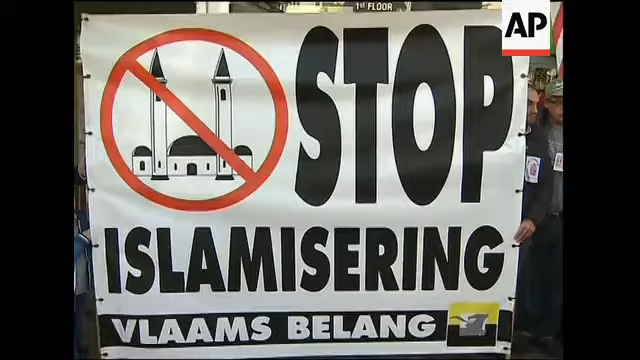 1ST FLOOR
AP
STOP
ISLAMISERING
VLAAMS BELANG